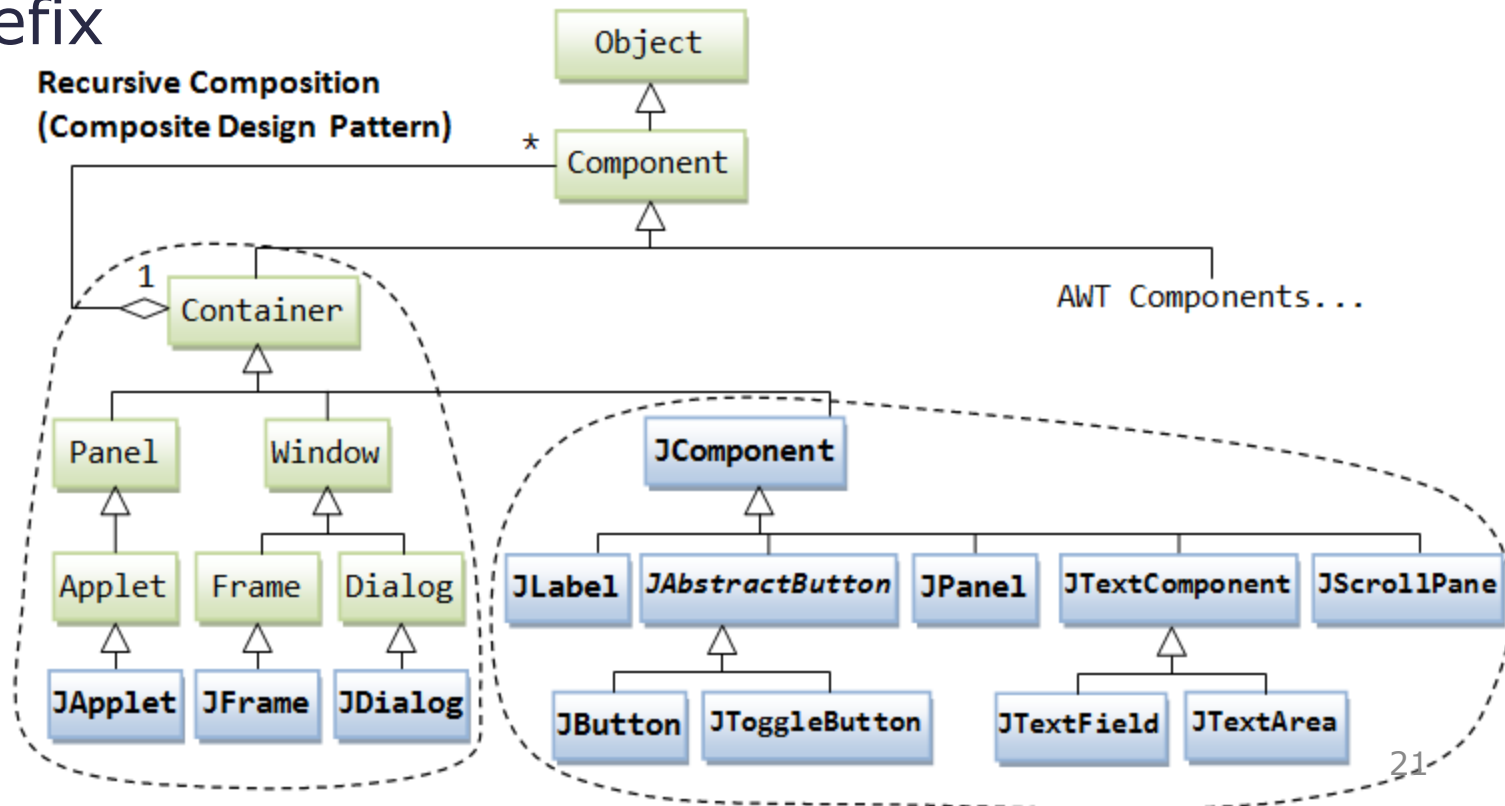 efix
Object
Recursive Composition
(Composite Design Pattern)
*
Component
1
Container
AWT Components...
Panel
Window
JComponent
Applet
Frame
Dialog
JLabel
JAbstractButton
JPanel
JTextComponent
JScrollPane
JApplet
JFrame
JDialog
JButton
JToggleButton
JTextField
JTextArea
21